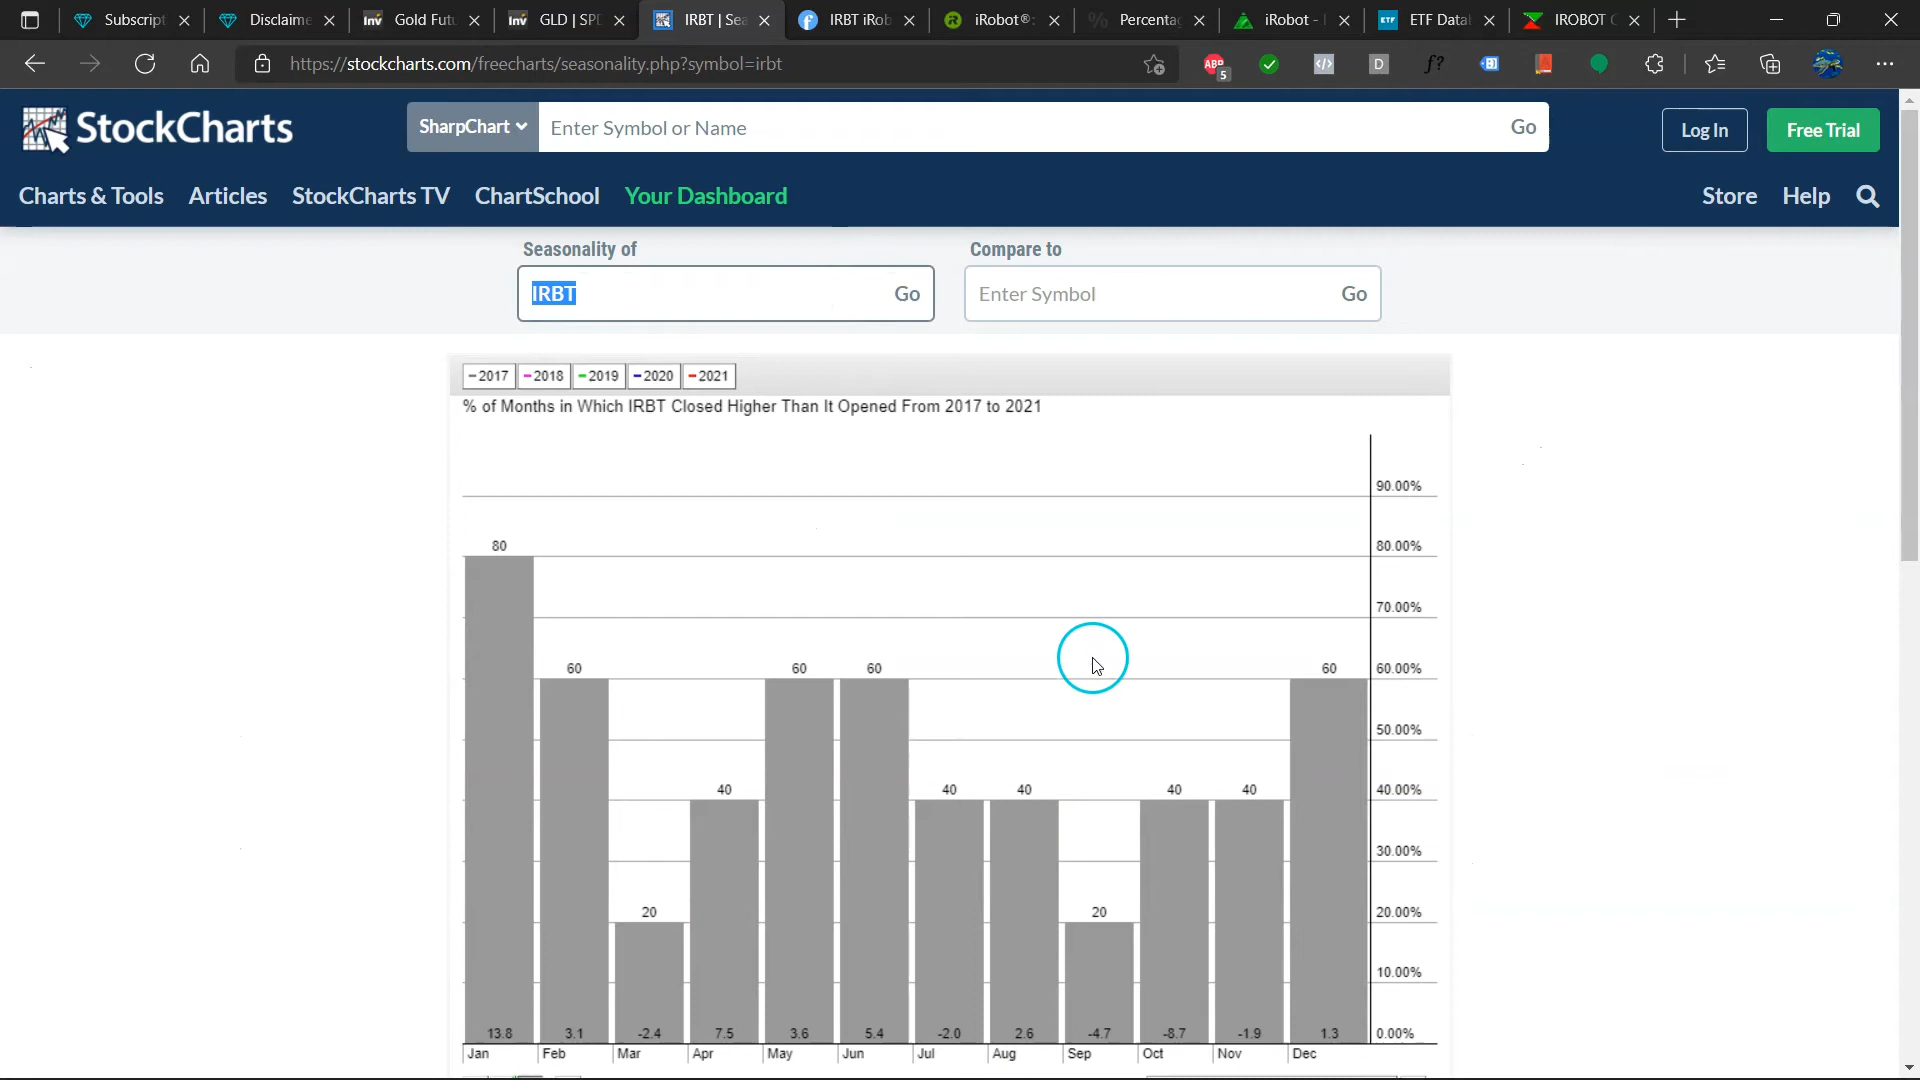 Subscript Disclaime Gold Futu GLD | SPD IRBT | Sea IRBT iRob iRobot® Percentag iRobot - ETF Datab IROBOT C
https://stockcharts.com/freecharts/seasonality.php?symbol=irbt ABP 5 </> D f?
StockCharts SharpChart Enter Symbol or Name Go Log In Free Trial
Charts & Tools Articles StockCharts TV ChartSchool Your Dashboard Store Help
Seasonality of Compare to
IRBT Go Enter Symbol Go
2017 2018 2019 2020 2021
% of Months in Which IRBT Closed Higher Than It Opened From 2017 to 2021
90.00%
80 80.00%
70.00%
60 60 60 60 60.00%
50.00%
40 40 40 40 40 40.00%
30.00%
20 20 20.00%
10.00%
13.8 3.1 -2.4 7.5 3.6 5.4 -2.0 2.6 -4.7 -8.7 -1.9 1.3 0.00%
Jan Feb Mar Apr May Jun Jul Aug Sep Oct Nov Dec